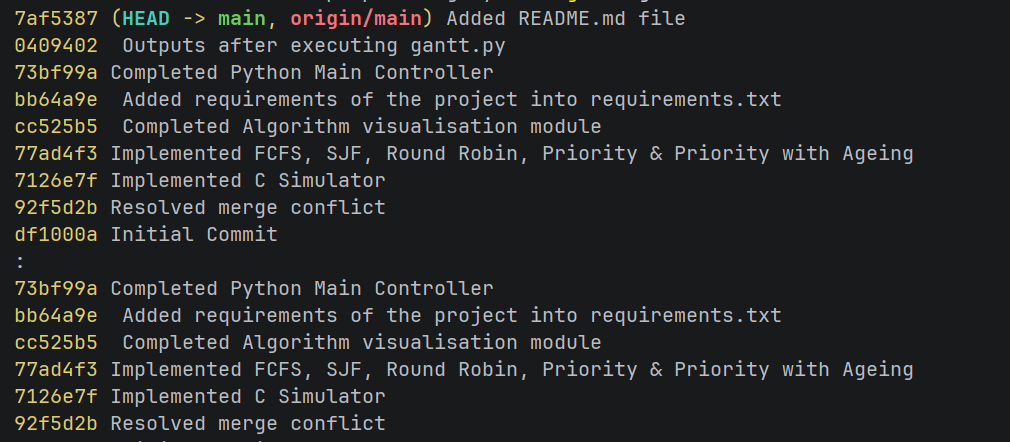 7af5387 (HEAD -> main, origin/main) Added README.md file
0409402  Outputs after executing gantt.py
73bf99a Completed Python Main Controller
bb64a9e  Added requirements of the project into requirements.txt
cc525b5  Completed Algorithm visualisation module
77ad4f3 Implemented FCFS, SJF, Round Robin, Priority & Priority with Ageing
7126e7f Implemented C Simulator
92f5d2b Resolved merge conflict
df1000a Initial Commit
:
73bf99a Completed Python Main Controller
bb64a9e  Added requirements of the project into requirements.txt
cc525b5  Completed Algorithm visualisation module
77ad4f3 Implemented FCFS, SJF, Round Robin, Priority & Priority with Ageing
7126e7f Implemented C Simulator
92f5d2b Resolved merge conflict